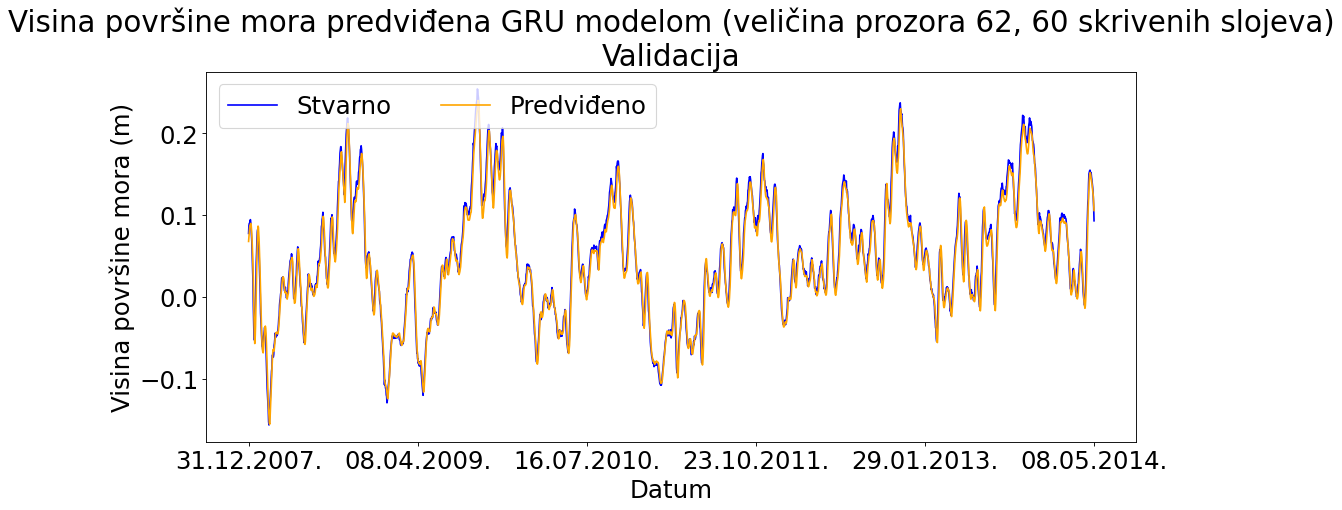 Visina površine mora predviđena GRU modelom (veličina prozora 62, 60 skrivenih slojeva)
Validacija
Stvarno Predviđeno
Visina površine mora (m)
0.2
0.1
0.0
−0.1
31.12.2007. 08.04.2009. 16.07.2010. 23.10.2011. 29.01.2013. 08.05.2014.
Datum